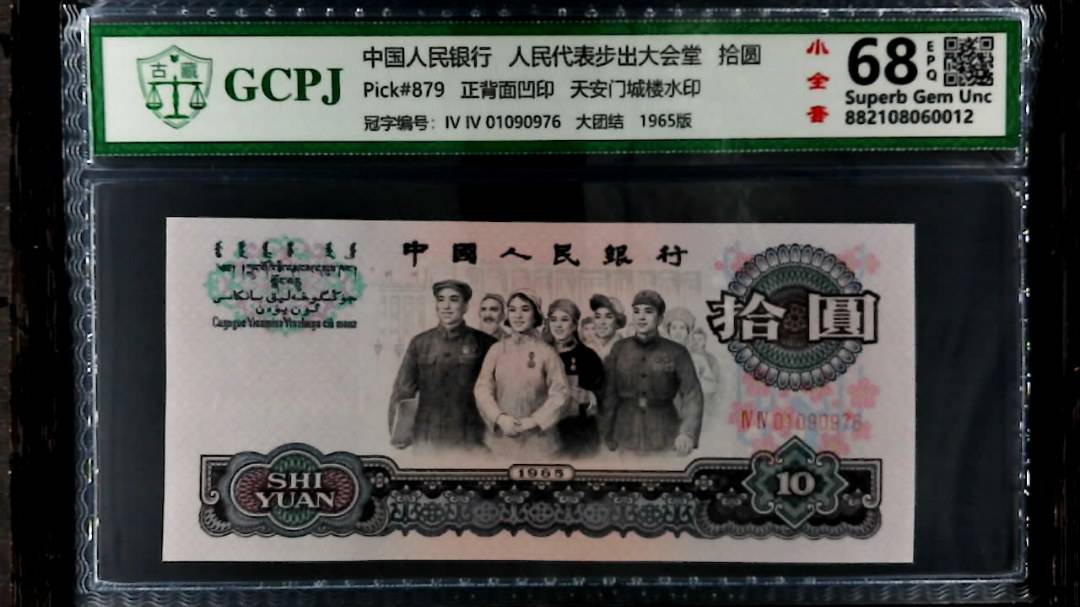 古 藏
GCPJ
中国人民银行 人民代表步出大会堂 拾圆
Pick#879 正背面凹印 天安门城楼水印
冠字编号：IV IV 01090976 大团结 1965版
小全套
68 EPQ
Superb Gem Unc
882108060012
中國人民銀行
拾圓
IV IV 01090976
1965
SHI
YUAN
10